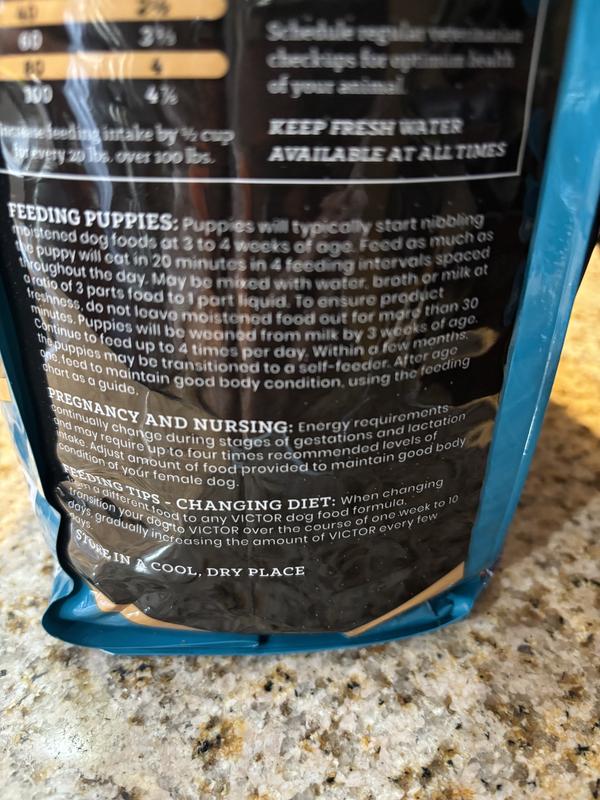 60 3⅓
80 4
100 4⅔
feeding intake by ½ cup
for every 20 lbs. over 100 lbs.
Schedule regular veterinarian
checkups for optimum health
of your animal.
KEEP FRESH WATER
AVAILABLE AT ALL TIMES
FEEDING PUPPIES: Puppies will typically start nibbling
moistened dog foods at 3 to 4 weeks of age. Feed as much as
the puppy will eat in 20 minutes in 4 feeding intervals spaced
throughout the day. May be mixed with water, broth or milk at
a ratio of 3 parts food to 1 part liquid. To ensure product
freshness, do not leave moistened food out for more than 30
minutes. Puppies will be weaned from milk by 3 weeks of age.
Continue to feed up to 4 times per day. Within a few months,
the puppies may be transitioned to a self-feeder. After age
one, feed to maintain good body condition, using the feeding
chart as a guide.
PREGNANCY AND NURSING: Energy requirements
continually change during stages of gestations and lactation
and may require up to four times recommended levels of
intake. Adjust amount of food provided to maintain good body
condition of your female dog.
FEEDING TIPS - CHANGING DIET: When changing
from a different food to any VICTOR dog food formula,
transition your dog to VICTOR over the course of one week to 10
days, gradually increasing the amount of VICTOR every few
days.
STORE IN A COOL, DRY PLACE